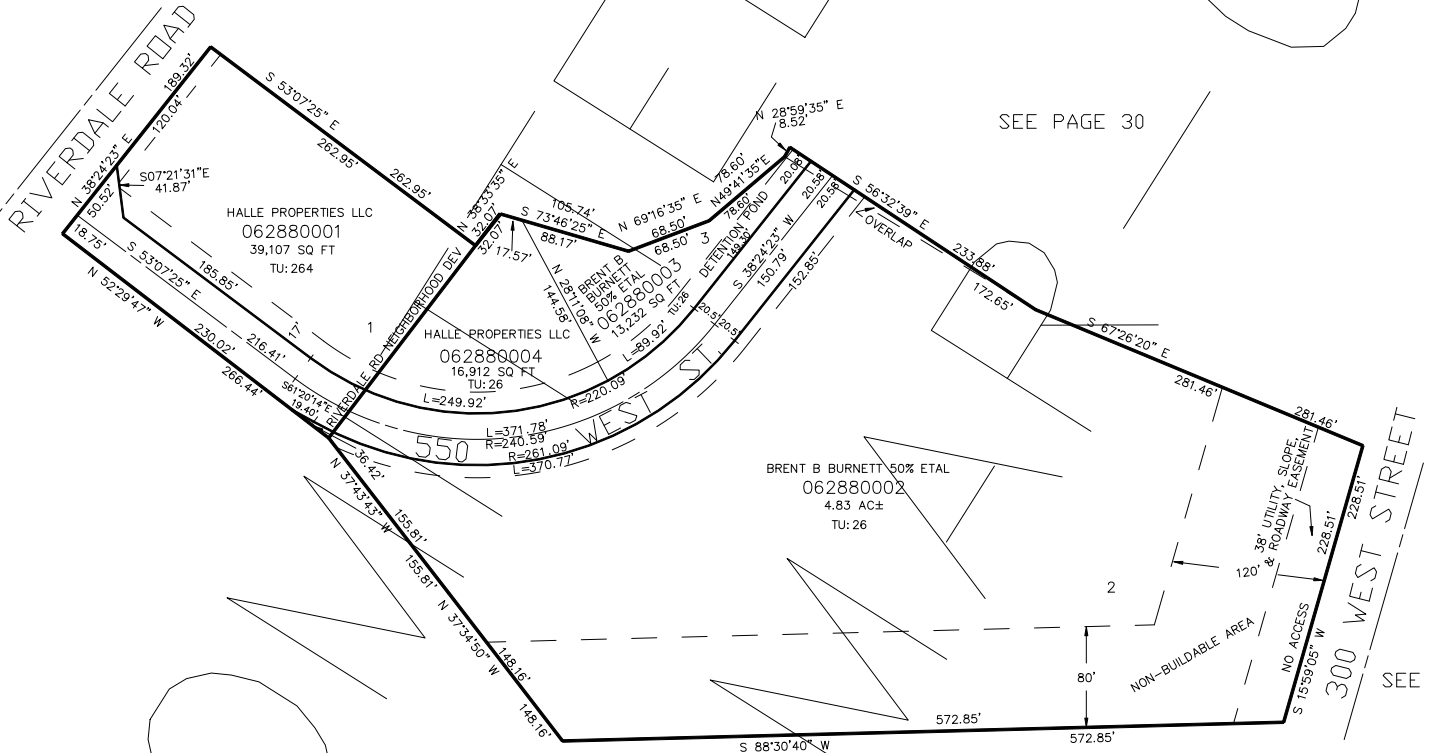 RIVERDALE ROAD
189.32'
120.04'
N 38°24'23" E
50.52'
18.75'
S07°21'31"E
41.87'
S 53°07'25" E
262.95'
262.95'
HALLE PROPERTIES LLC
062880001
39,107 SQ FT
TU: 264
N 38°33'35" E
32.07'
32.07'
S 53°07'25" E
185.85'
N 52°29'47" W
230.02'
266.44'
216.41'
17'
1
S61°20'14"E
19.40'
RIVERDALE RD NEIGHBORHOOD DEV
105.74'
S 73°46'25" E
88.17'
17.57'
N 28°11'08" W
144.58'
N 69°16'35" E
68.50'
68.50'
N49°41'35"E
78.60'
78.60'
N 28°59'35" E
8.52'
3
BRENT B
BURNETT
50% ETAL
062880003
13,232 SQ FT
TU: 26
DETENTION POND
149.30'
20.08'
20.58'
20.58'
S 38°24'23" W
150.79'
152.85'
20.5'
20.5'
HALLE PROPERTIES LLC
062880004
16,912 SQ FT
TU: 26
L=249.92'
L=89.92'
R=220.09'
L=371.78'
R=240.59'
R=261.09'
L=370.77'
550 WEST ST
SEE PAGE 30
S 56°32'39" E
OVERLAP
233.88'
172.65'
S 67°26'20" E
281.46'
281.46'
228.51'
228.51'
38' UTILITY, SLOPE,
& ROADWAY EASEMENT
120'
BRENT B BURNETT 50% ETAL
062880002
4.83 AC±
TU: 26
2
36.42'
N 37°43'43" W
155.81'
155.81'
N 37°34'50" W
148.16'
148.16'
80'
NON-BUILDABLE AREA
NO ACCESS
S 15°59'05" W
300 WEST STREET
SEE
572.85'
572.85'
S 88°30'40" W